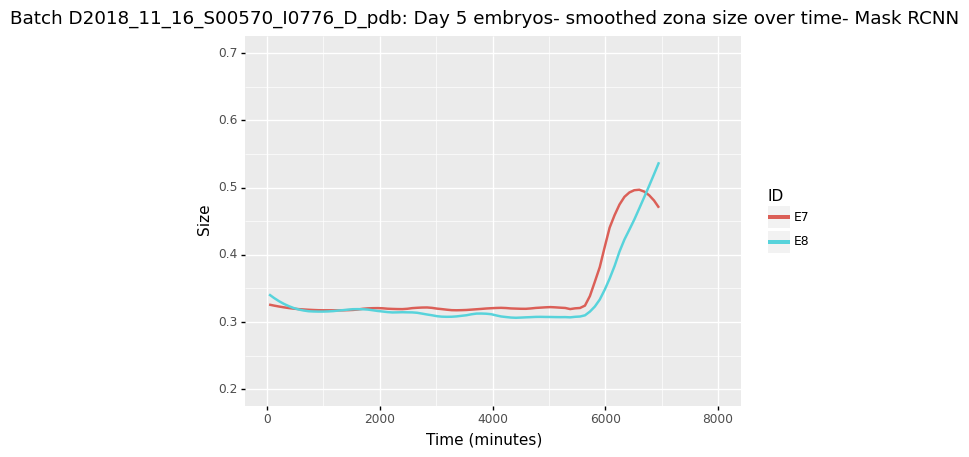 Batch D2018_11_16_S00570_I0776_D_pdb: Day 5 embryos- smoothed zona size over time- Mask RCNN
0.7
0.6
0.5
0.4
0.3
0.2
Size
0 2000 4000 6000 8000
Time (minutes)
ID
E7
E8